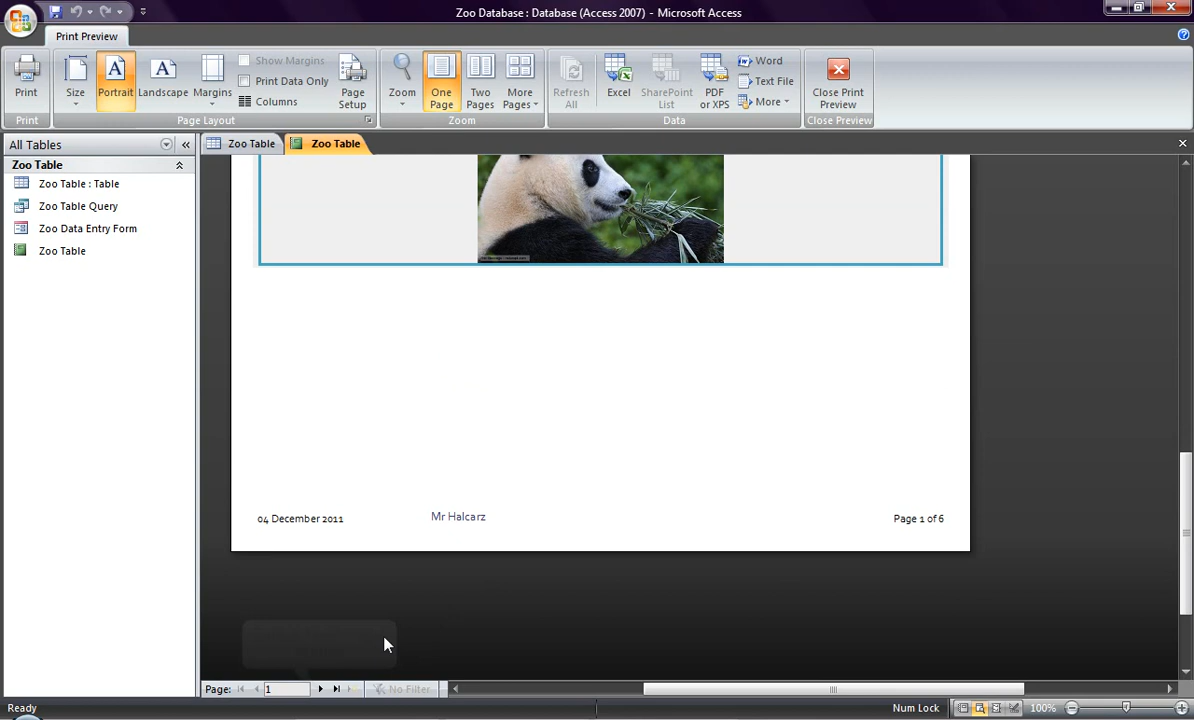 Zoo Database : Database (Access 2007) - Microsoft Access
Print Preview
Print
Size
Portrait
Landscape
Margins
Show Margins
Print Data Only
Columns
Page Setup
Zoom
One Page
Two Pages
More Pages
Refresh All
Excel
SharePoint List
PDF or XPS
Word
Text File
More
Close Print Preview
Print
Page Layout
Zoom
Data
Close Preview
All Tables
Zoo Table
Zoo Table
Zoo Table
Zoo Table : Table
Zoo Table Query
Zoo Data Entry Form
Zoo Table
04 December 2011
Mr Halcarz
Page 1 of 6
Page:
1
No Filter
Ready
Num Lock
100%